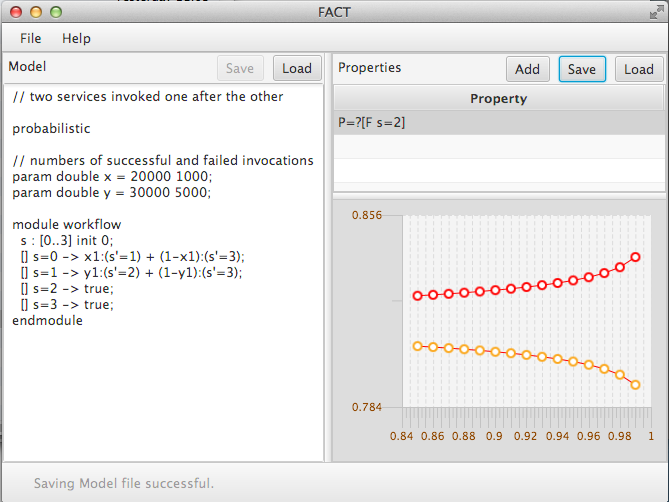 FACT
File Help
Model Save Load
// two services invoked one after the other
probabilistic
// numbers of successful and failed invocations
param double x = 20000 1000;
param double y = 30000 5000;
module workflow
s : [0..3] init 0;
[] s=0 -> x1:(s'=1) + (1-x1):(s'=3);
[] s=1 -> y1:(s'=2) + (1-y1):(s'=3);
[] s=2 -> true;
[] s=3 -> true;
endmodule
Properties Add Save Load
Property
P=?[F s=2]
0.856
0.784
0.84 0.86 0.88 0.9 0.92 0.94 0.96 0.98 1
Saving Model file successful.